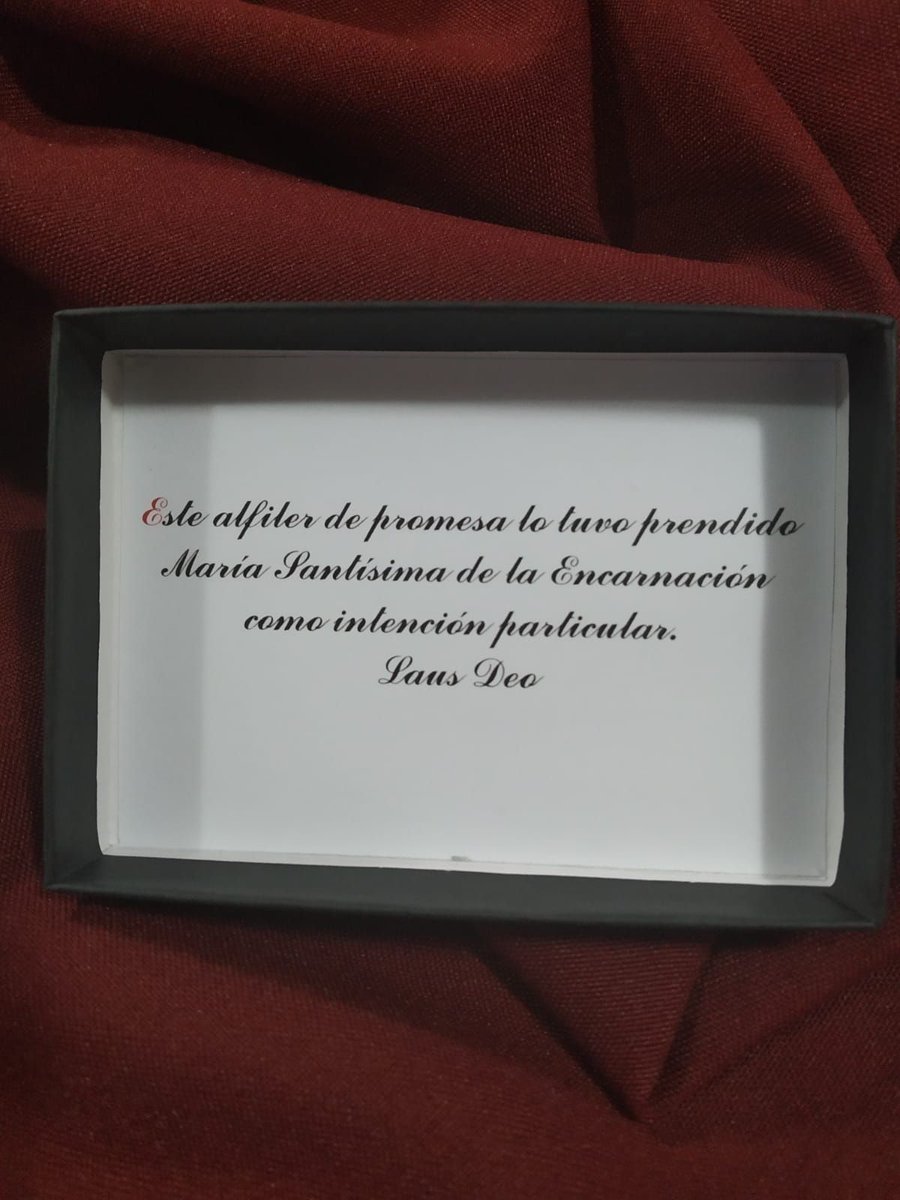 Este alfiler de promesa lo tuvo prendido
María Santísima de la Encarnación
como intención particular.
Laus Deo